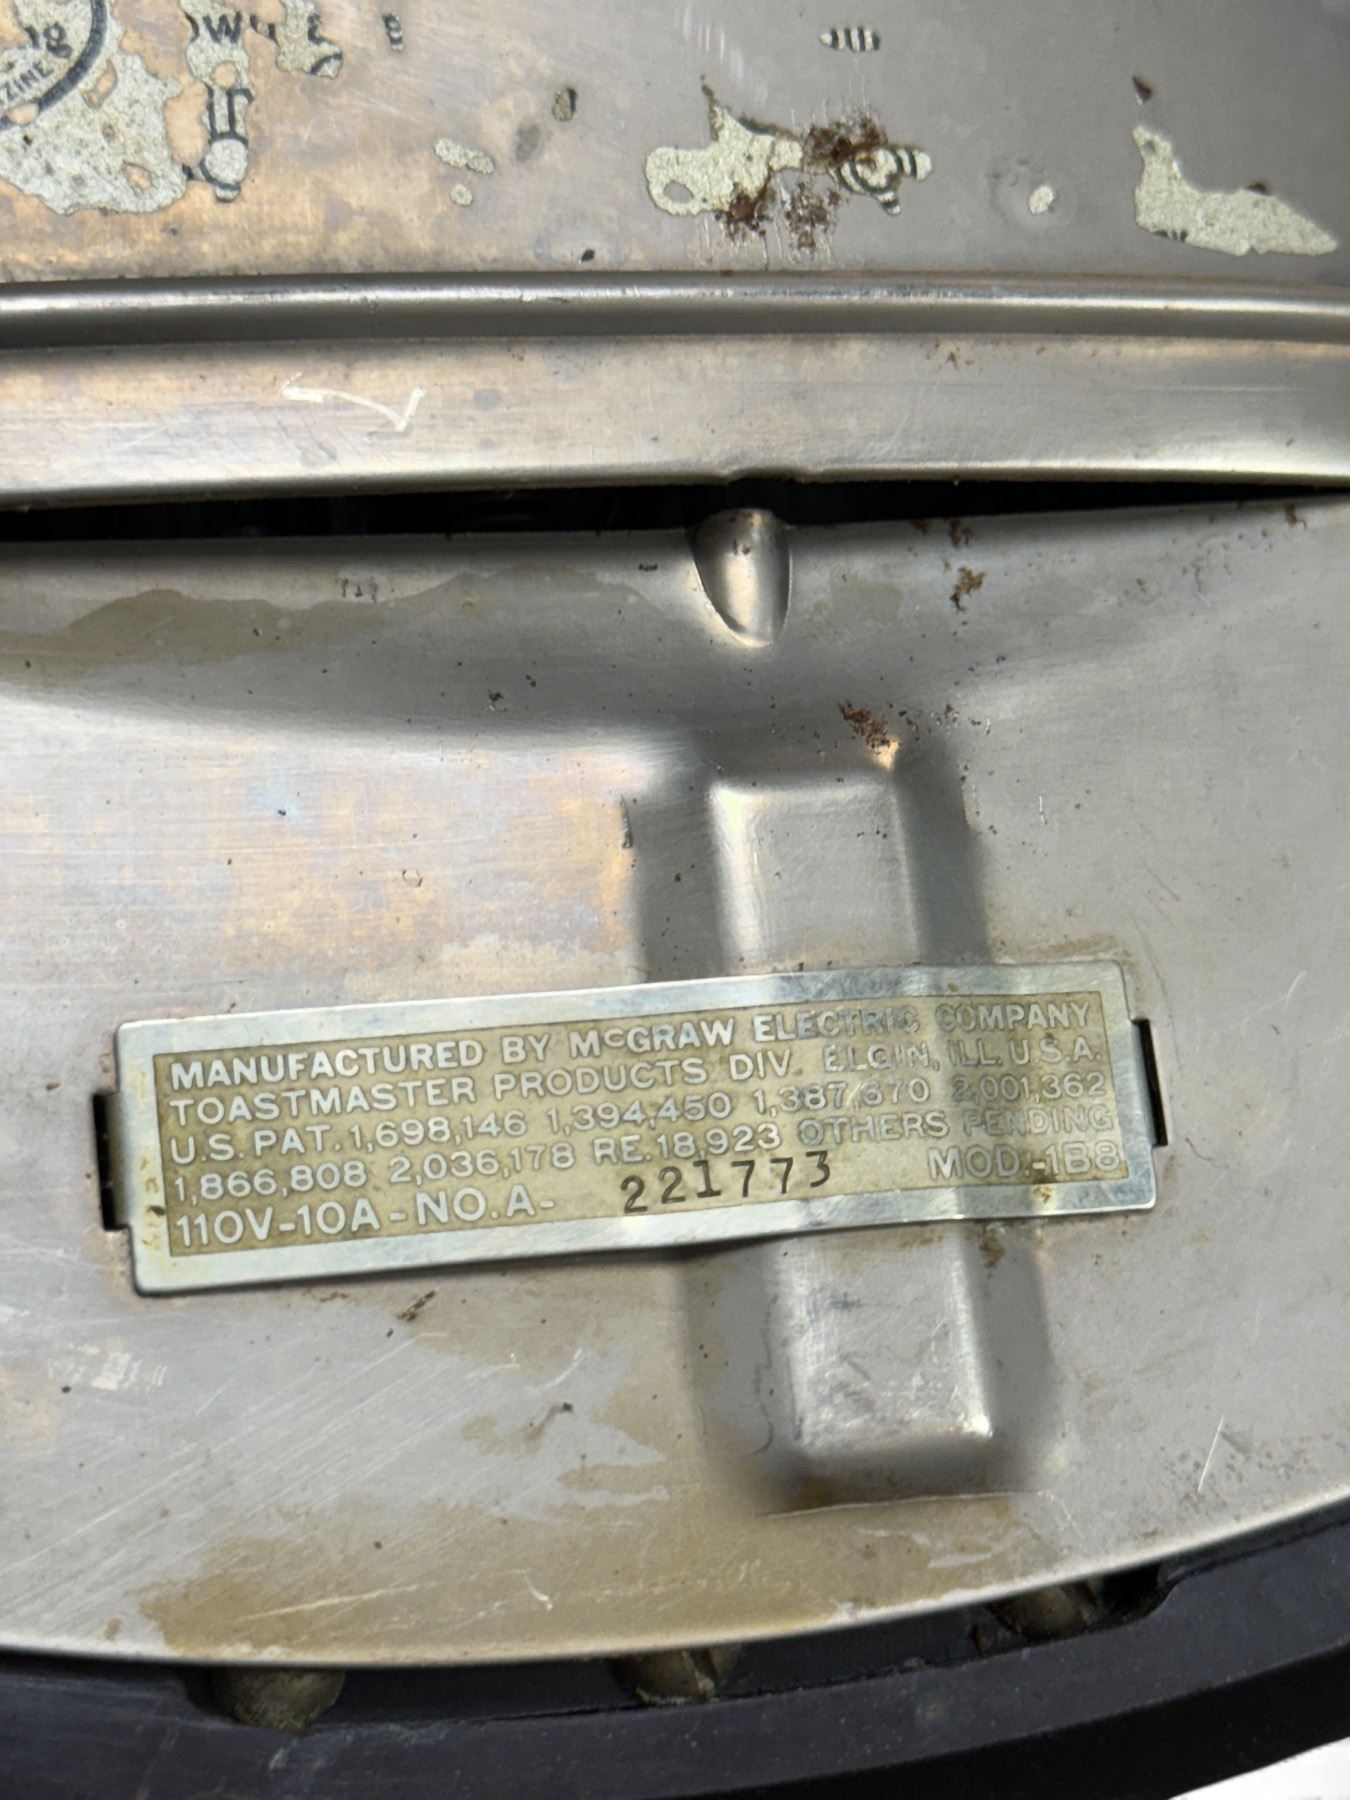 ZINE
MANUFACTURED BY McGRAW ELECTRIC COMPANY
TOASTMASTER PRODUCTS DIV. ELGIN, ILL. U.S.A.
U.S. PAT. 1,698,146 1,394,450 1,387,670 2,001,362
1,866,808 2,036,178 RE. 18,923 OTHERS PENDING
110V-10A-NO.A- 221773 MOD.-1B8